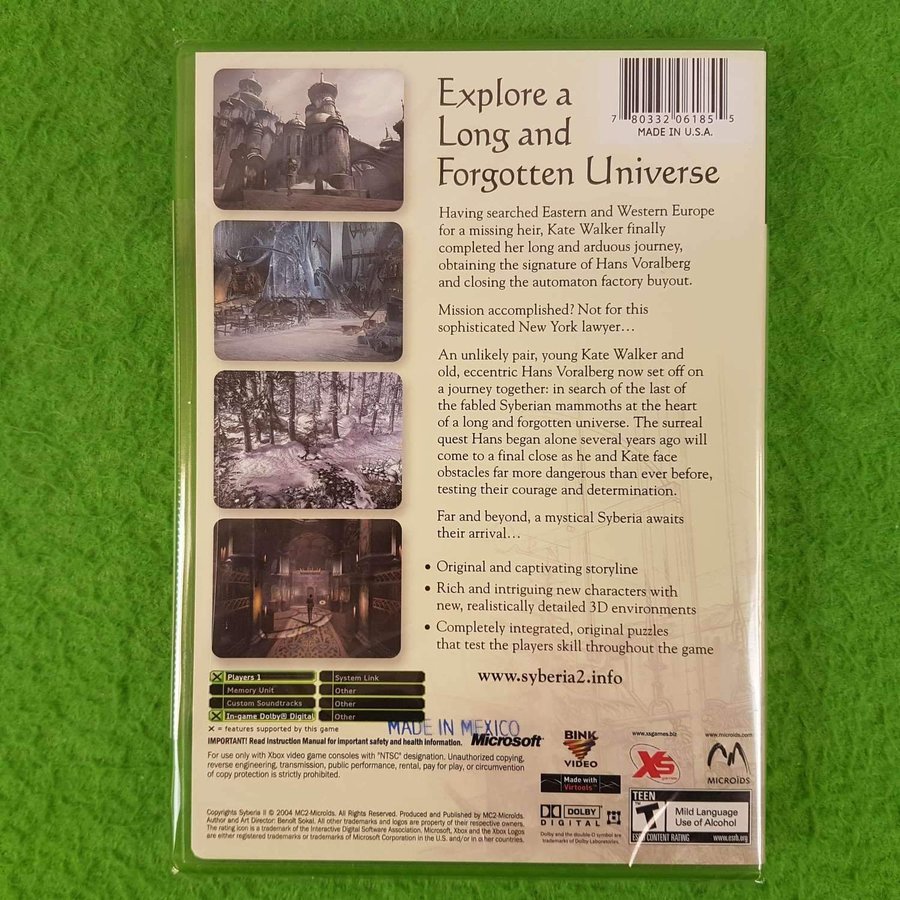 Explore a
Long and
Forgotten Universe
7 80332 06185 5
MADE IN U.S.A.
Having searched Eastern and Western Europe
for a missing heir, Kate Walker finally
completed her long and arduous journey,
obtaining the signature of Hans Voralberg
and closing the automaton factory buyout.
Mission accomplished? Not for this
sophisticated New York lawyer...
An unlikely pair, young Kate Walker and
old, eccentric Hans Voralberg now set off on
a journey together: in search of the last of
the fabled Syberian mammoths at the heart
of a long and forgotten universe. The surreal
quest Hans began alone several years ago will
come to a final close as he and Kate face
obstacles far more dangerous than ever before,
testing their courage and determination.
Far and beyond, a mystical Syberia awaits
their arrival...
• Original and captivating storyline
• Rich and intriguing new characters with
new, realistically detailed 3D environments
• Completely integrated, original puzzles
that test the players skill throughout the game
www.syberia2.info
X Players 1
System Link
Memory Unit
Other
Custom Soundtracks
Other
X In-game Dolby® Digital
Other
X = features supported by this game
MADE IN MEXICO
IMPORTANT! Read Instruction Manual for important safety and health information.
Microsoft
For use only with Xbox video game consoles with "NTSC" designation. Unauthorized copying,
reverse engineering, transmission, public performance, rental, pay for play, or circumvention
of copy protection is strictly prohibited.
BINK
VIDEO
www.xsgames.biz
XS
games
www.microids.com
MICROÏDS
Made with
Virtools™
DOLBY
DIGITAL
Dolby and the double-D symbol are
trademarks of Dolby Laboratories.
TEEN
T
Mild Language
Use of Alcohol
ESRB CONTENT RATING
www.esrb.org
Copyrights Syberia II © 2004 MC2-Microïds. All Rights Reserved. Produced and Published by MC2-Microïds.
Author and Art Director: Benoît Sokal. All other trademarks and logos are property of their respective owners.
The rating icon is a trademark of the Interactive Digital Software Association. Microsoft, Xbox and the Xbox Logos
are either registered trademarks or trademarks of Microsoft Corporation in the U.S. and/or in other countries.